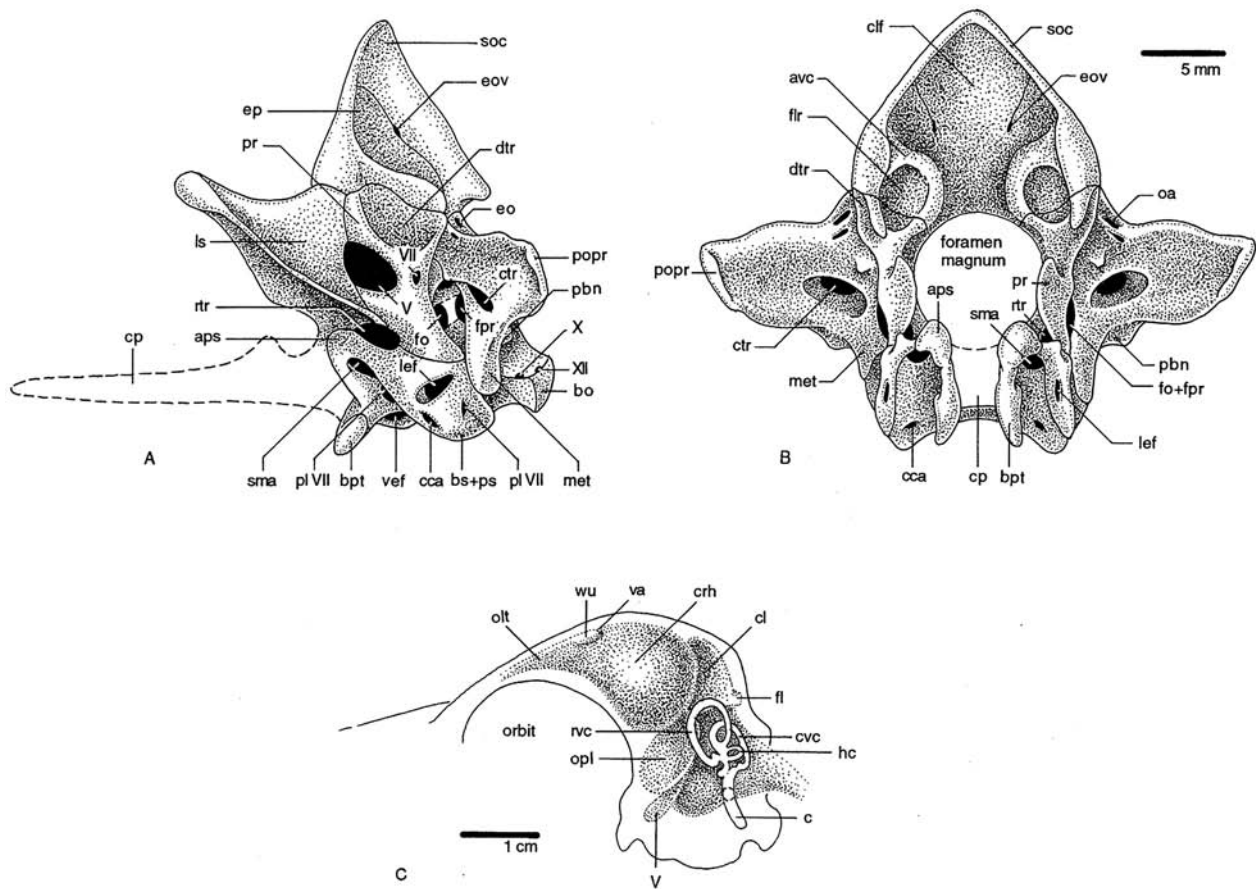 soc
eov
ep
dtr
pr
eo
ls
VII
popr
ctr
V
pbn
rtr
fo
fpr
X
cp
aps
lef
XII
bo
A
sma
pl VII
bpt
vef
cca
bs+ps
pl VII
met
clf
soc
5 mm
avc
eov
flr
dtr
oa
foramen
magnum
popr
pr
aps
rtr
sma
ctr
pbn
met
fo+fpr
B
lef
cca
cp
bpt
wu
va
crh
olt
cl
fl
orbit
rvc
cvc
opl
hc
1 cm
c
C
V